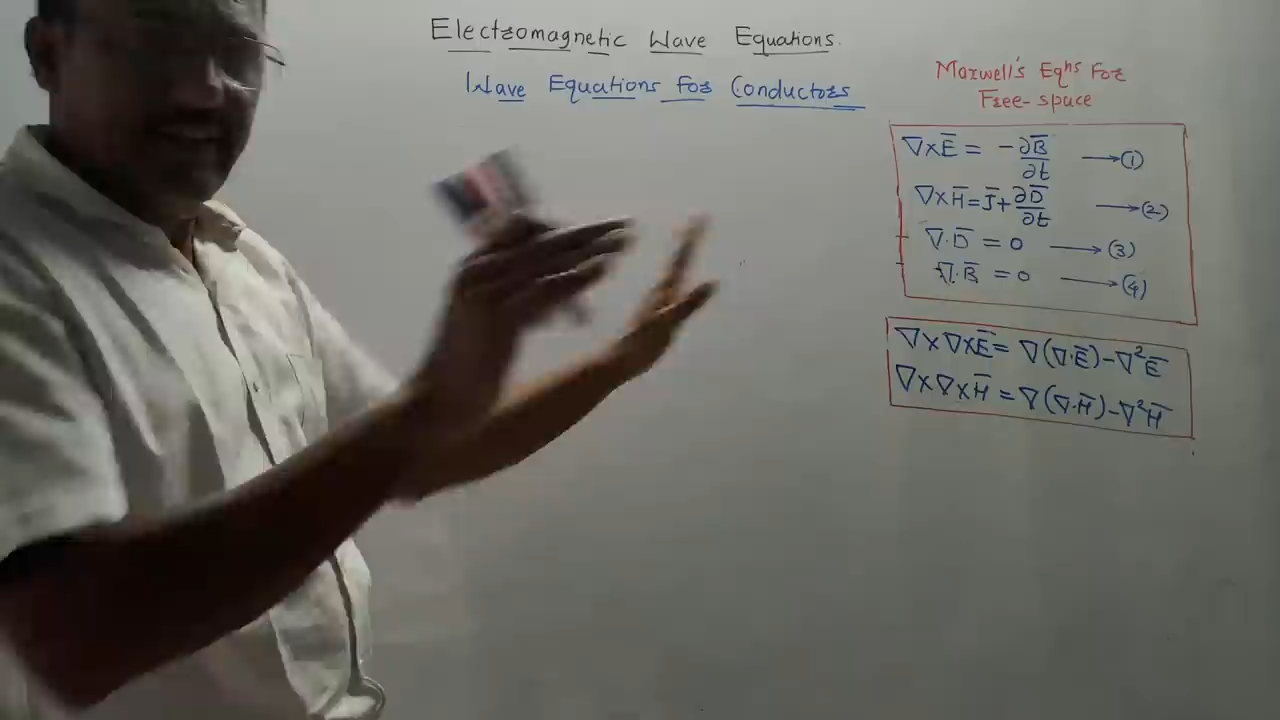 Electromagnetic Wave Equations.
Wave Equations for Conductors
Maxwell's Eqns For
Free-space
∇×E̅ = -∂B̅/∂t → (1)
∇×H̅ = J̅ + ∂D̅/∂t → (2)
∇.D̅ = 0 → (3)
∇.B̅ = 0 → (4)
∇×∇×E̅ = ∇(∇.E̅) - ∇²E̅
∇×∇×H̅ = ∇(∇.H̅) - ∇²H̅